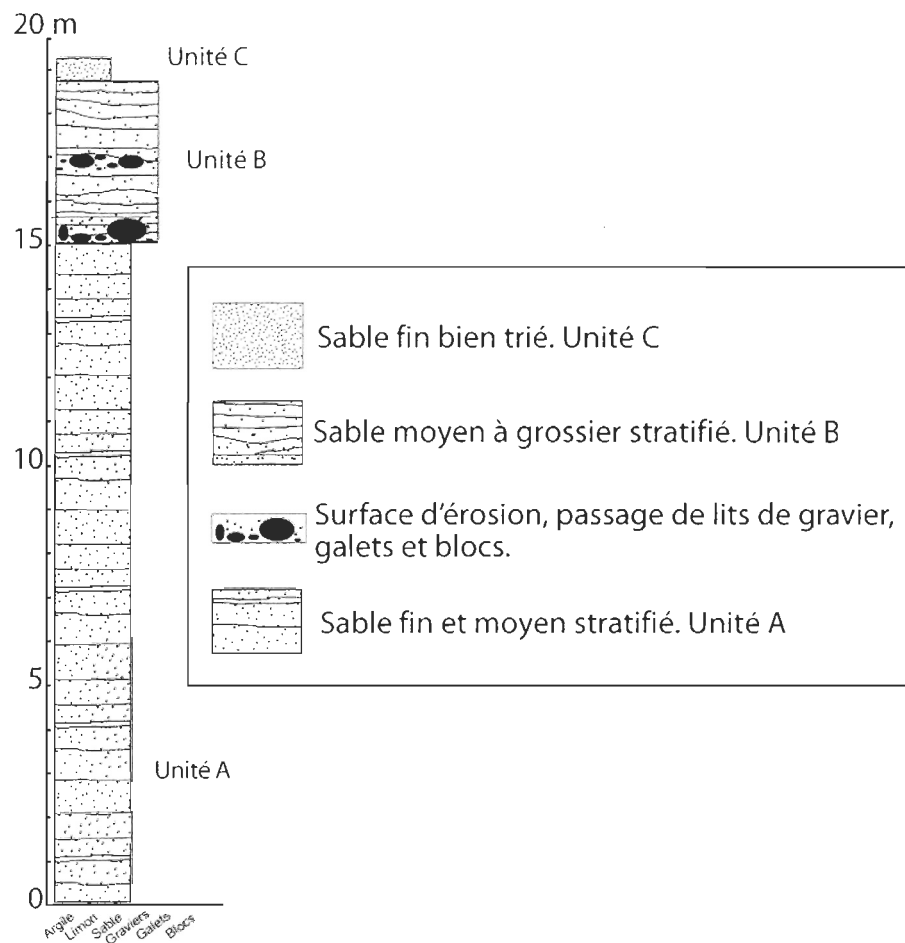 20 m
Unité C
Unité B
15
Sable fin bien trié. Unité C
Sable moyen à grossier stratifié. Unité B
10
Surface d'érosion, passage de lits de gravier,
galets et blocs.
Sable fin et moyen stratifié. Unité A
5
Unité A
0
Argile
Limon
Sable
Graviers
Galets
Blocs